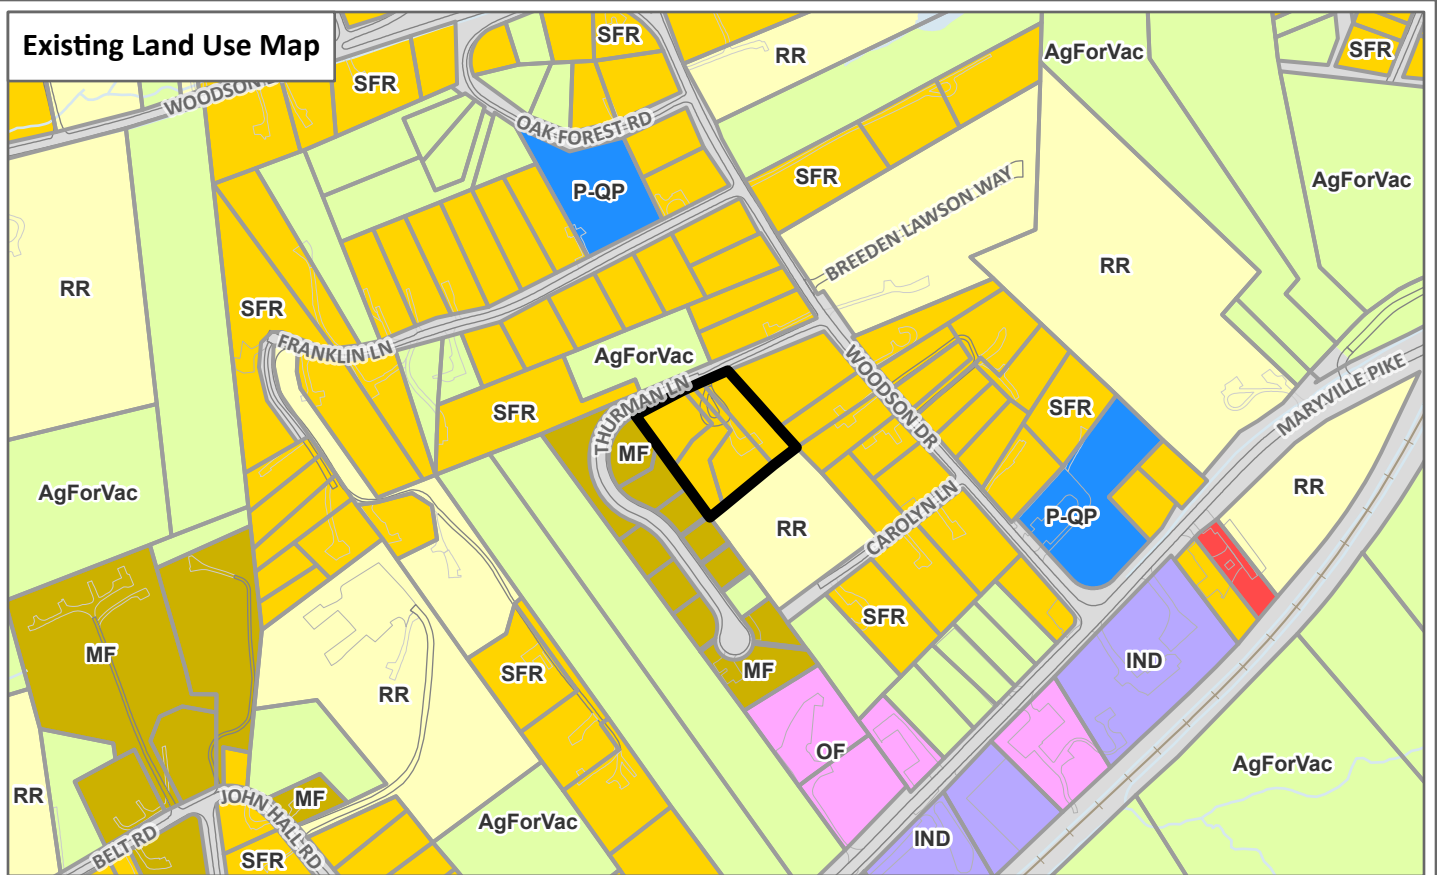 Existing Land Use Map
SFR
RR
AgForVac
SFR
SFR
WOODSON
OAK FOREST RD
P-QP
SFR
BREEDEN LAWSON WAY
AgForVac
RR
SFR
RR
FRANKLIN LN
AgForVac
WOODSON DR
MARYVILLE PIKE
THURMAN LN
SFR
SFR
MF
AgForVac
RR
P-QP
RR
CAROLYN LN
SFR
MF
SFR
MF
IND
RR
OF
AgForVac
RR
MF
JOHN HALL RD
AgForVac
BELT RD
SFR
IND